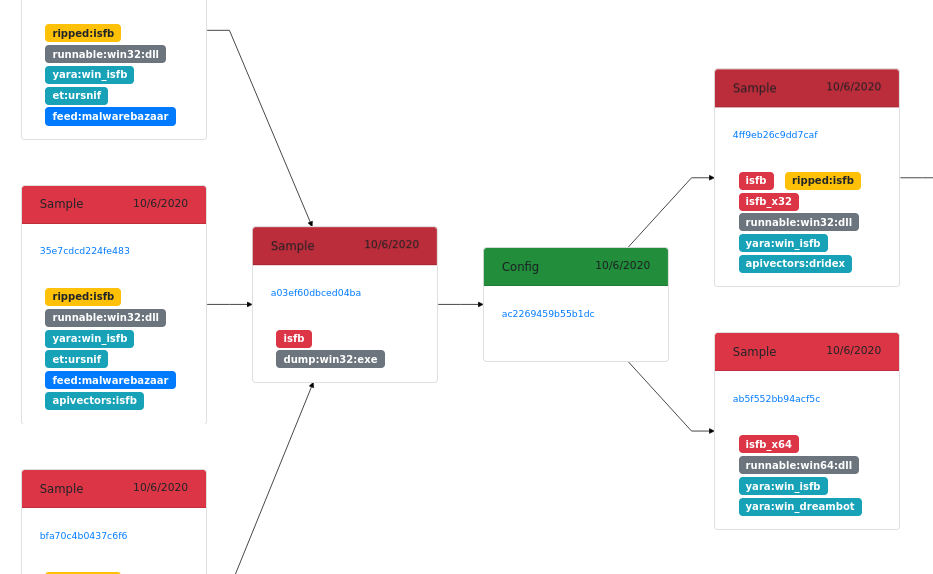 ripped:isfb
runnable:win32:dll
yara:win_isfb
et:ursnif
feed:malwarebazaar
Sample 10/6/2020
35e7cdcd224fe483
ripped:isfb
runnable:win32:dll
yara:win_isfb
et:ursnif
feed:malwarebazaar
apivectors:isfb
Sample 10/6/2020
bfa70c4b0437c6f6
Sample 10/6/2020
a03ef60dbced04ba
isfb
dump:win32:exe
Config 10/6/2020
ac2269459b55b1dc
Sample 10/6/2020
4ff9eb26c9dd7caf
isfb ripped:isfb
isfb_x32
runnable:win32:dll
yara:win_isfb
apivectors:dridex
Sample 10/6/2020
ab5f552bb94acf5c
isfb_x64
runnable:win64:dll
yara:win_isfb
yara:win_dreambot